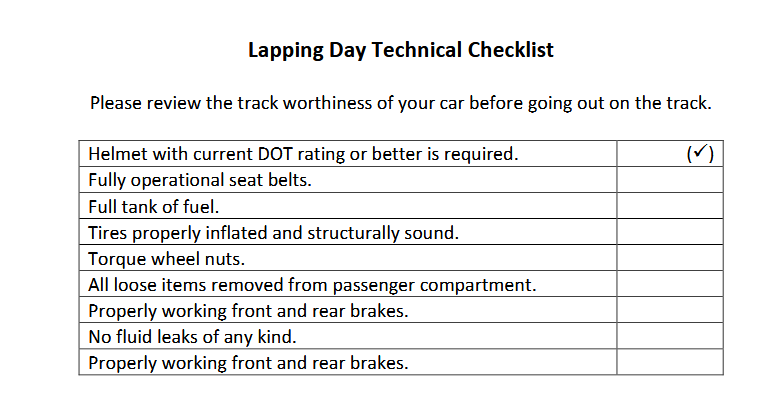 Lapping Day Technical Checklist
Please review the track worthiness of your car before going out on the track.
Helmet with current DOT rating or better is required. (✓)
Fully operational seat belts.
Full tank of fuel.
Tires properly inflated and structurally sound.
Torque wheel nuts.
All loose items removed from passenger compartment.
Properly working front and rear brakes.
No fluid leaks of any kind.
Properly working front and rear brakes.